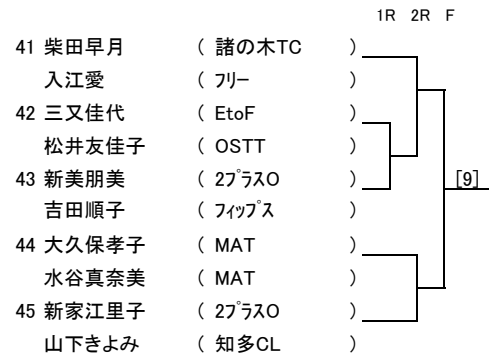 1R 2R F
41 柴田早月 ( 諸の木TC )
入江愛 ( フリー )
42 三又佳代 ( EtoF )
松井友佳子 ( OSTT )
43 新美朋美 ( 2プラスO )
[9]
吉田順子 ( フィップス )
44 大久保孝子 ( MAT )
水谷真奈美 ( MAT )
45 新家江里子 ( 2プラスO )
山下きよみ ( 知多CL )